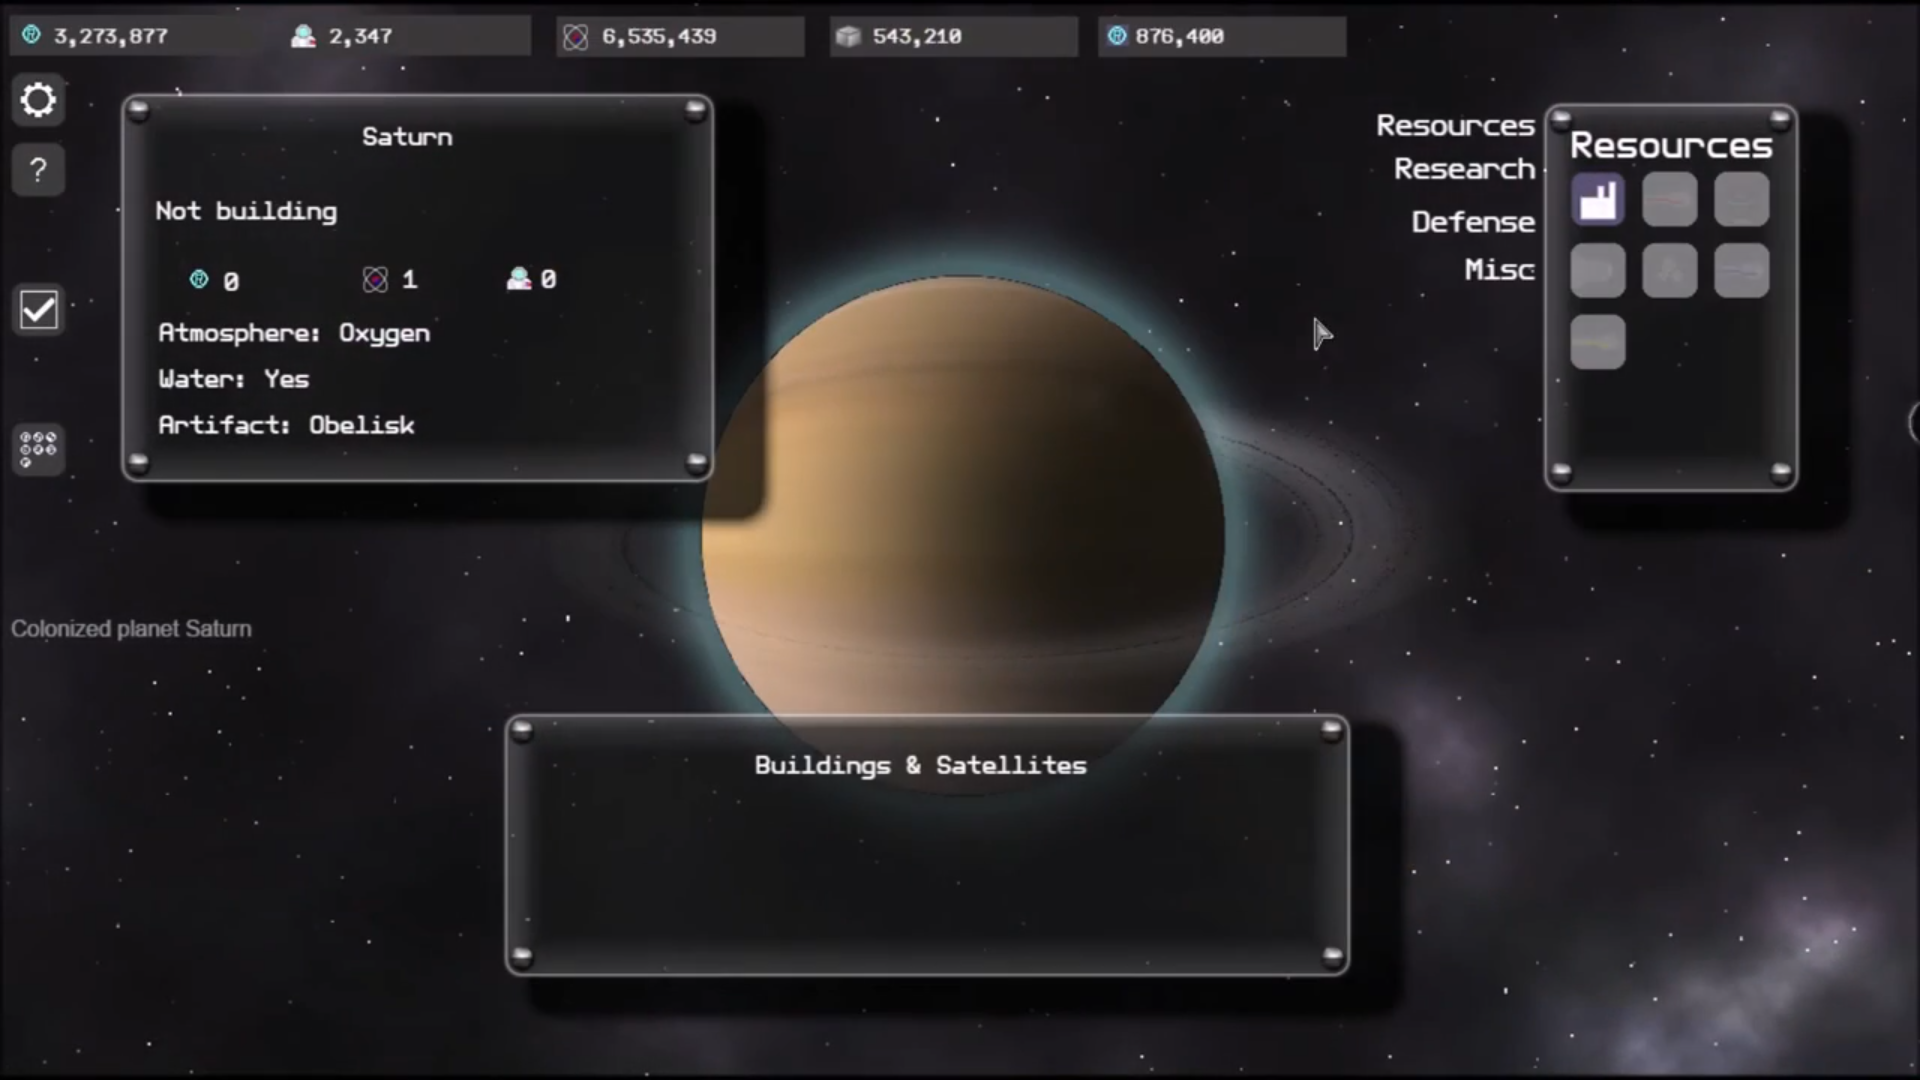 3,273,877
2,347
6,535,439
543,210
876,400
?
Saturn
Not building
0
1
0
Atmosphere: Oxygen
Water: Yes
Artifact: Obelisk
Resources
Research
Defense
Misc
Resources
Colonized planet Saturn
Buildings & Satellites